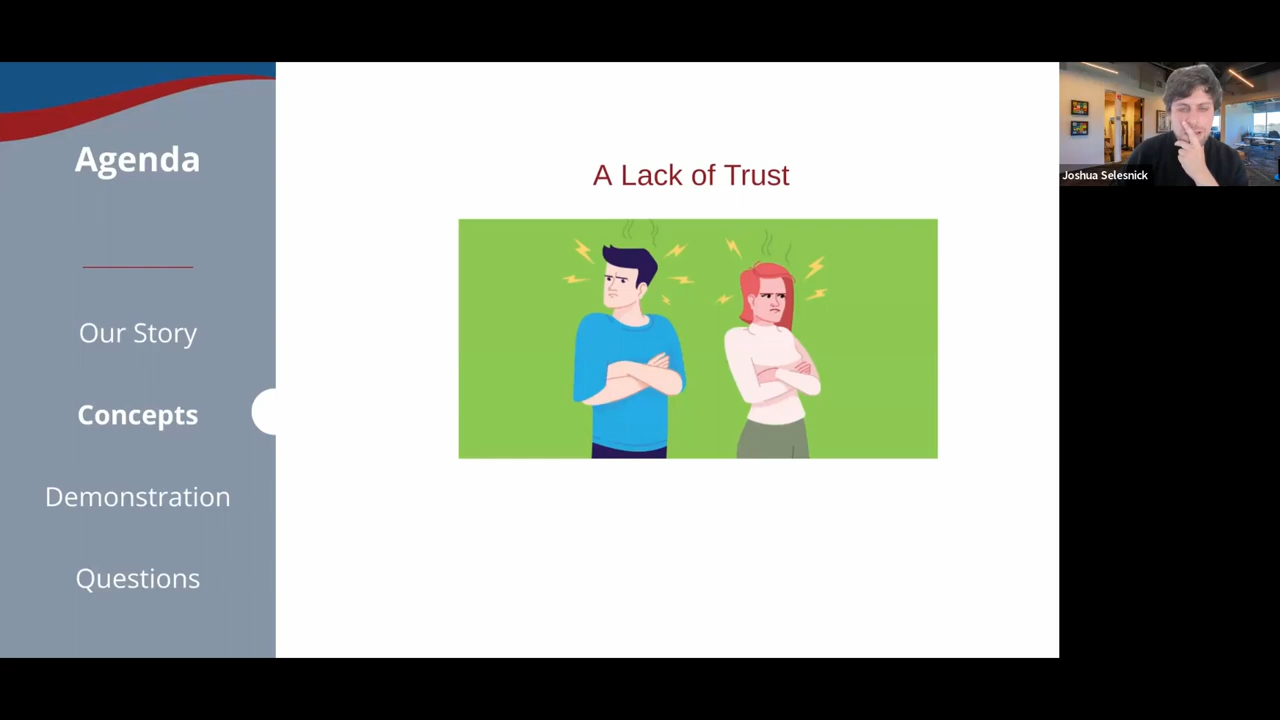 Agenda
Our Story
Concepts
Demonstration
Questions
A Lack of Trust
Joshua Selesnick